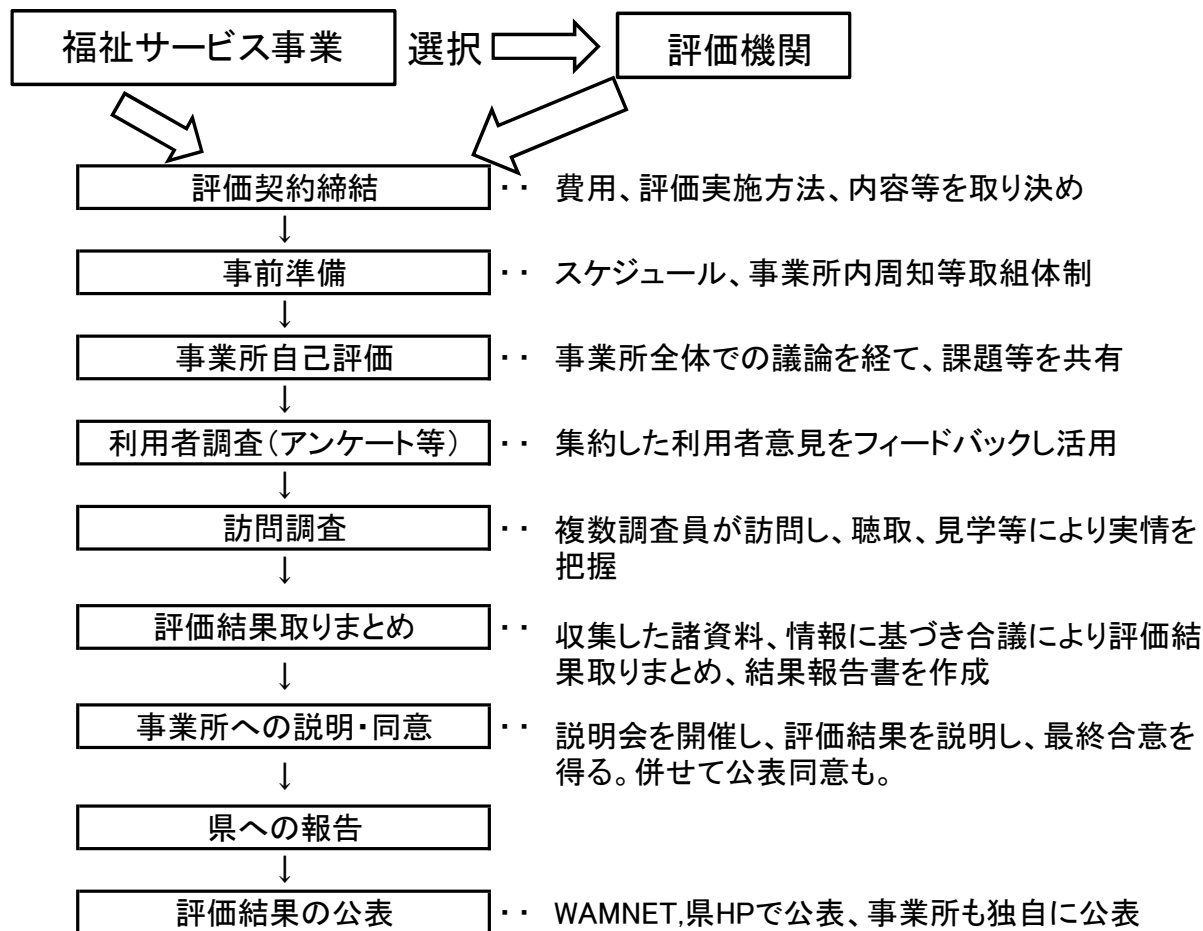 福祉サービス事業 選択 評価機関
評価契約締結 ・・ 費用、評価実施方法、内容等を取り決め
↓
事前準備 ・・ スケジュール、事業所内周知等取組体制
↓
事業所自己評価 ・・ 事業所全体での議論を経て、課題等を共有
↓
利用者調査（アンケート等） ・・ 集約した利用者意見をフィードバックし活用
↓
訪問調査 ・・ 複数調査員が訪問し、聴取、見学等により実情を
把握
↓
評価結果取りまとめ ・・ 収集した諸資料、情報に基づき合議により評価結
果取りまとめ、結果報告書を作成
↓
事業所への説明・同意 ・・ 説明会を開催し、評価結果を説明し、最終合意を
得る。併せて公表同意も。
↓
県への報告
↓
評価結果の公表 ・・ WAMNET,県HPで公表、事業所も独自に公表